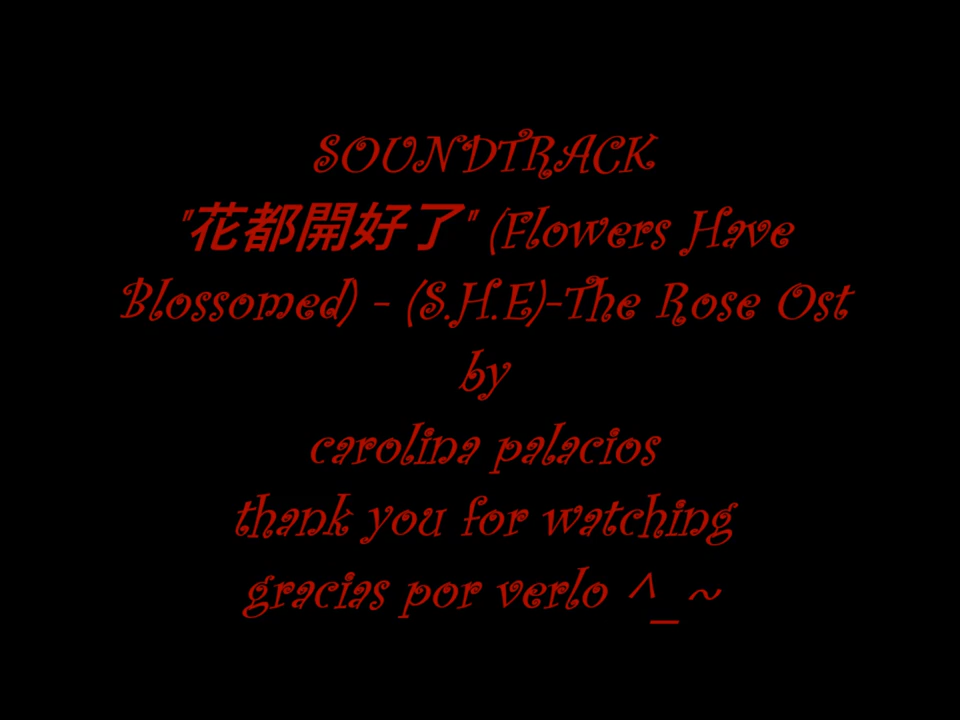 SOUNDTRACK
"花都開好了" (Flowers Have
Blossomed) - (S.H.E)-The Rose Ost
by
carolina palacios
thank you for watching
gracias por verlo ^_~